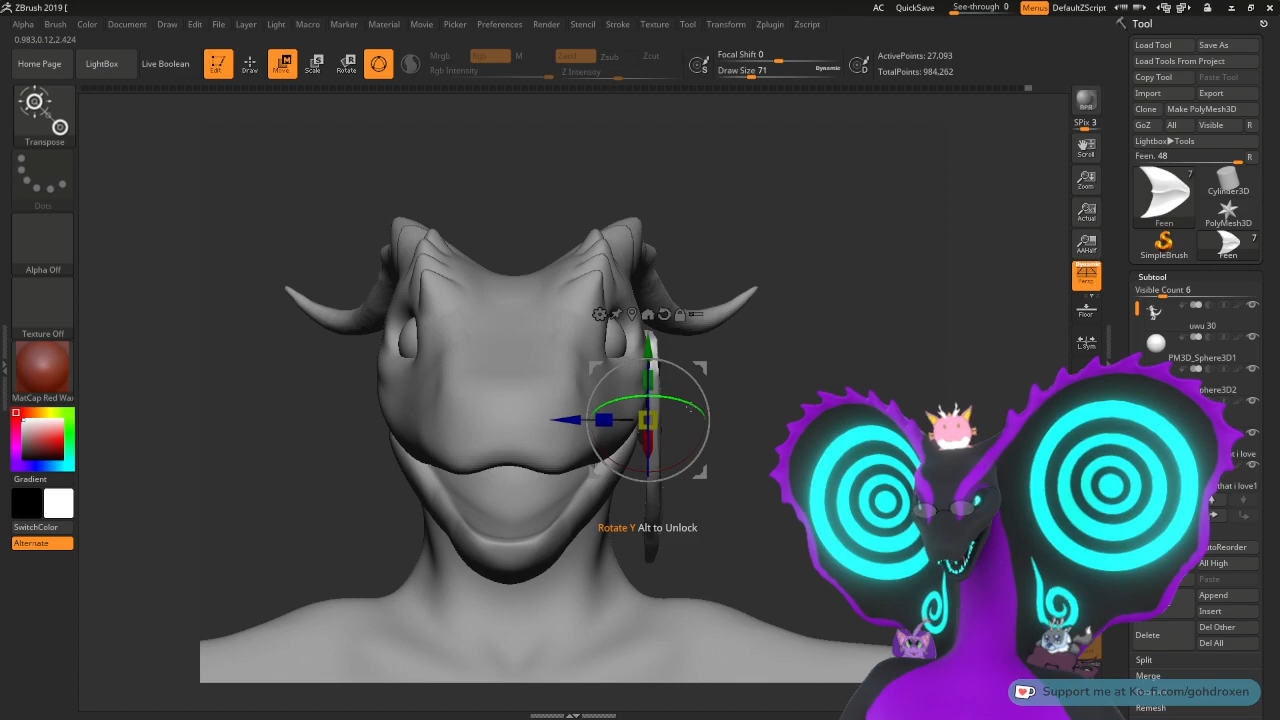 ZBrush 2019 [
AC QuickSave See-through 0 Menus DefaultZScript
Alpha Brush Color Document Draw Edit File Layer Light Macro Marker Material Movie Picker Preferences Render Stencil Stroke Texture Tool Transform Zplugin Zscript
0.983,0.12,2.424
Home Page LightBox Live Boolean Edit Draw Move Scale Rotate
Mrgb Rgb M Zadd Zsub Zcut
Rgb Intensity Z Intensity
Focal Shift 0
Draw Size 71 Dynamic
S D
ActivePoints: 27,093
TotalPoints: 984,262
Transpose
Dots
Alpha Off
Texture Off
MatCap Red Wa
Gradient
SwitchColor
Alternate
Rotate Y Alt to Unlock
BPR
SPix 3
Scroll
Zoom
Actual
AAHalf
Dynamic
Persp
Floor
L.Sym
Tool
Load Tool Save As
Load Tools From Project
Copy Tool Paste Tool
Import Export
Clone Make PolyMesh3D
GoZ All Visible R
Lightbox▶Tools
Feen. 48 R
7
Feen
Cylinder3D
PolyMesh3D
SimpleBrush
7
Feen
Subtool
Visible Count 6
uwu 30
PM3D_Sphere3D1
phere3D2
that i love1
AutoReorder
All High
Paste
Append
Insert
Delete
Del Other
Del All
Split
Merge
Remesh
Support me at Ko-fi.com/gohdroxen